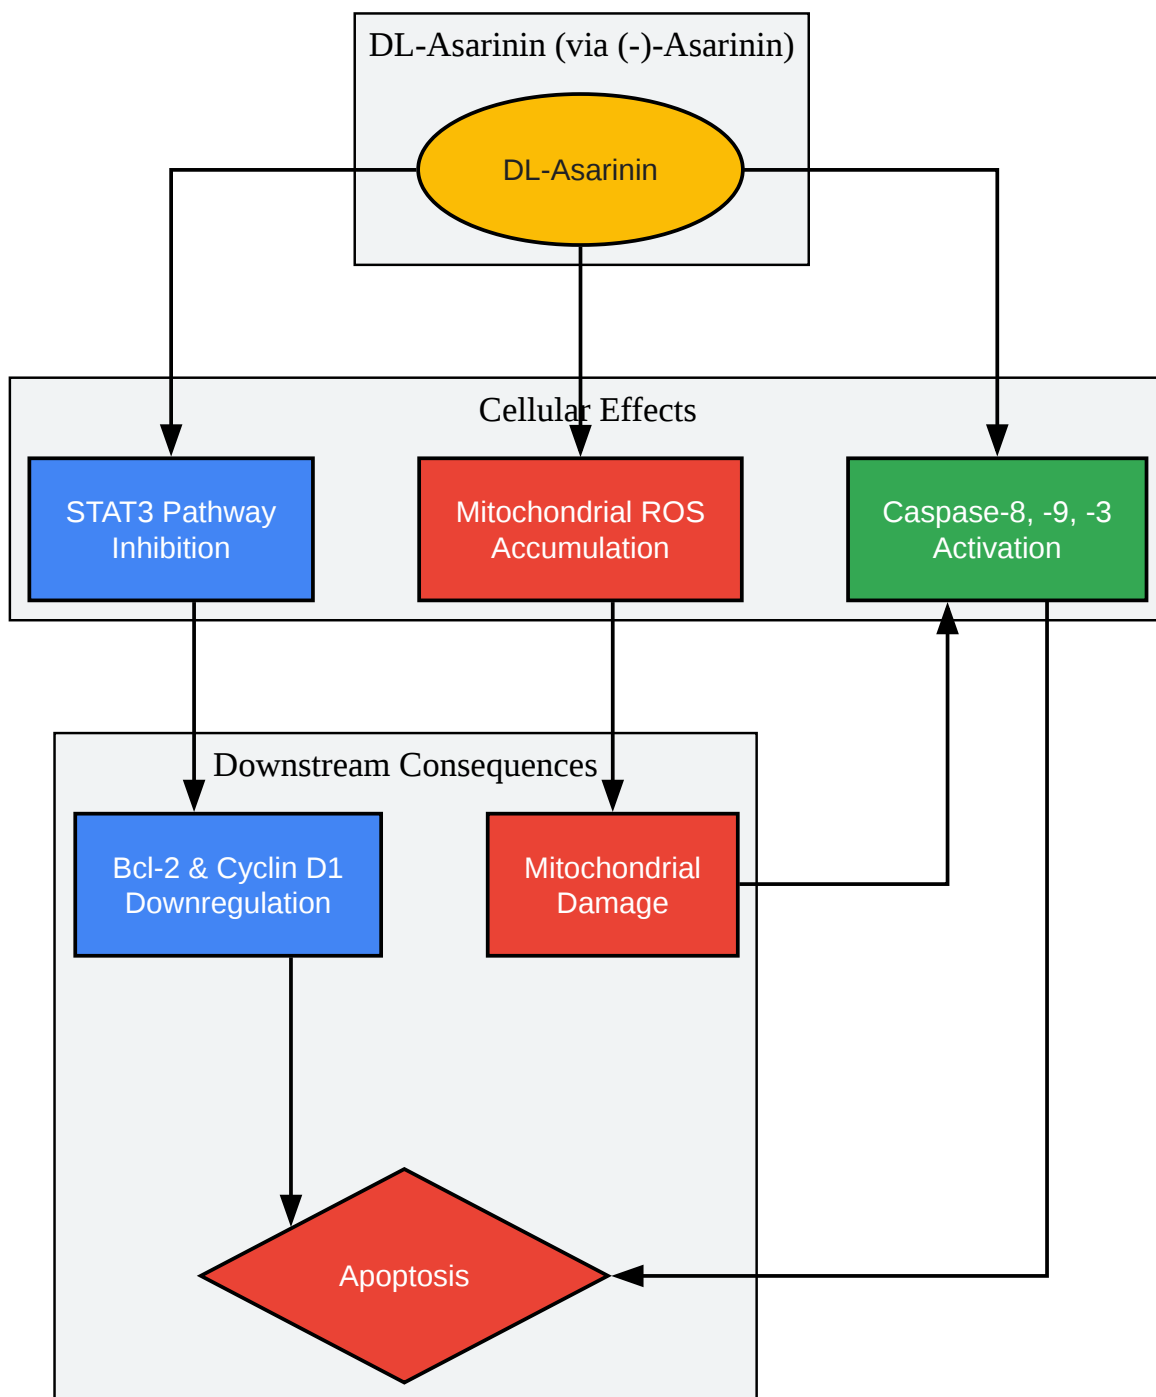 DL-Asarinin (via (-)-Asarinin)
DL-Asarinin
Cellular Effects
STAT3 Pathway
Inhibition
Mitochondrial ROS
Accumulation
Caspase-8, -9, -3
Activation
Downstream Consequences
Bcl-2 & Cyclin D1
Downregulation
Mitochondrial
Damage
Apoptosis